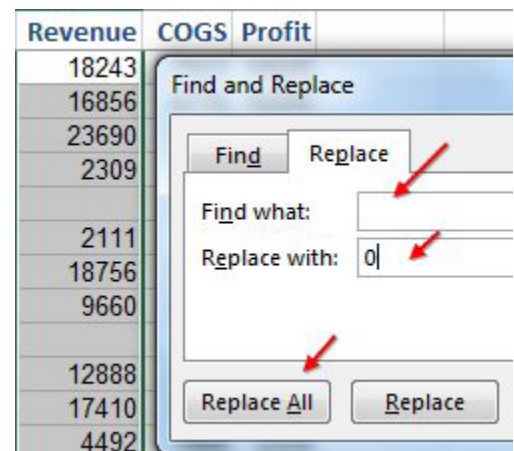 Revenue COGS Profit
18243
16856
23690
2309
2111
18756
9660
12888
17410
4492
Find and Replace
Find Replace
Find what:
Replace with: 0
Replace All Replace